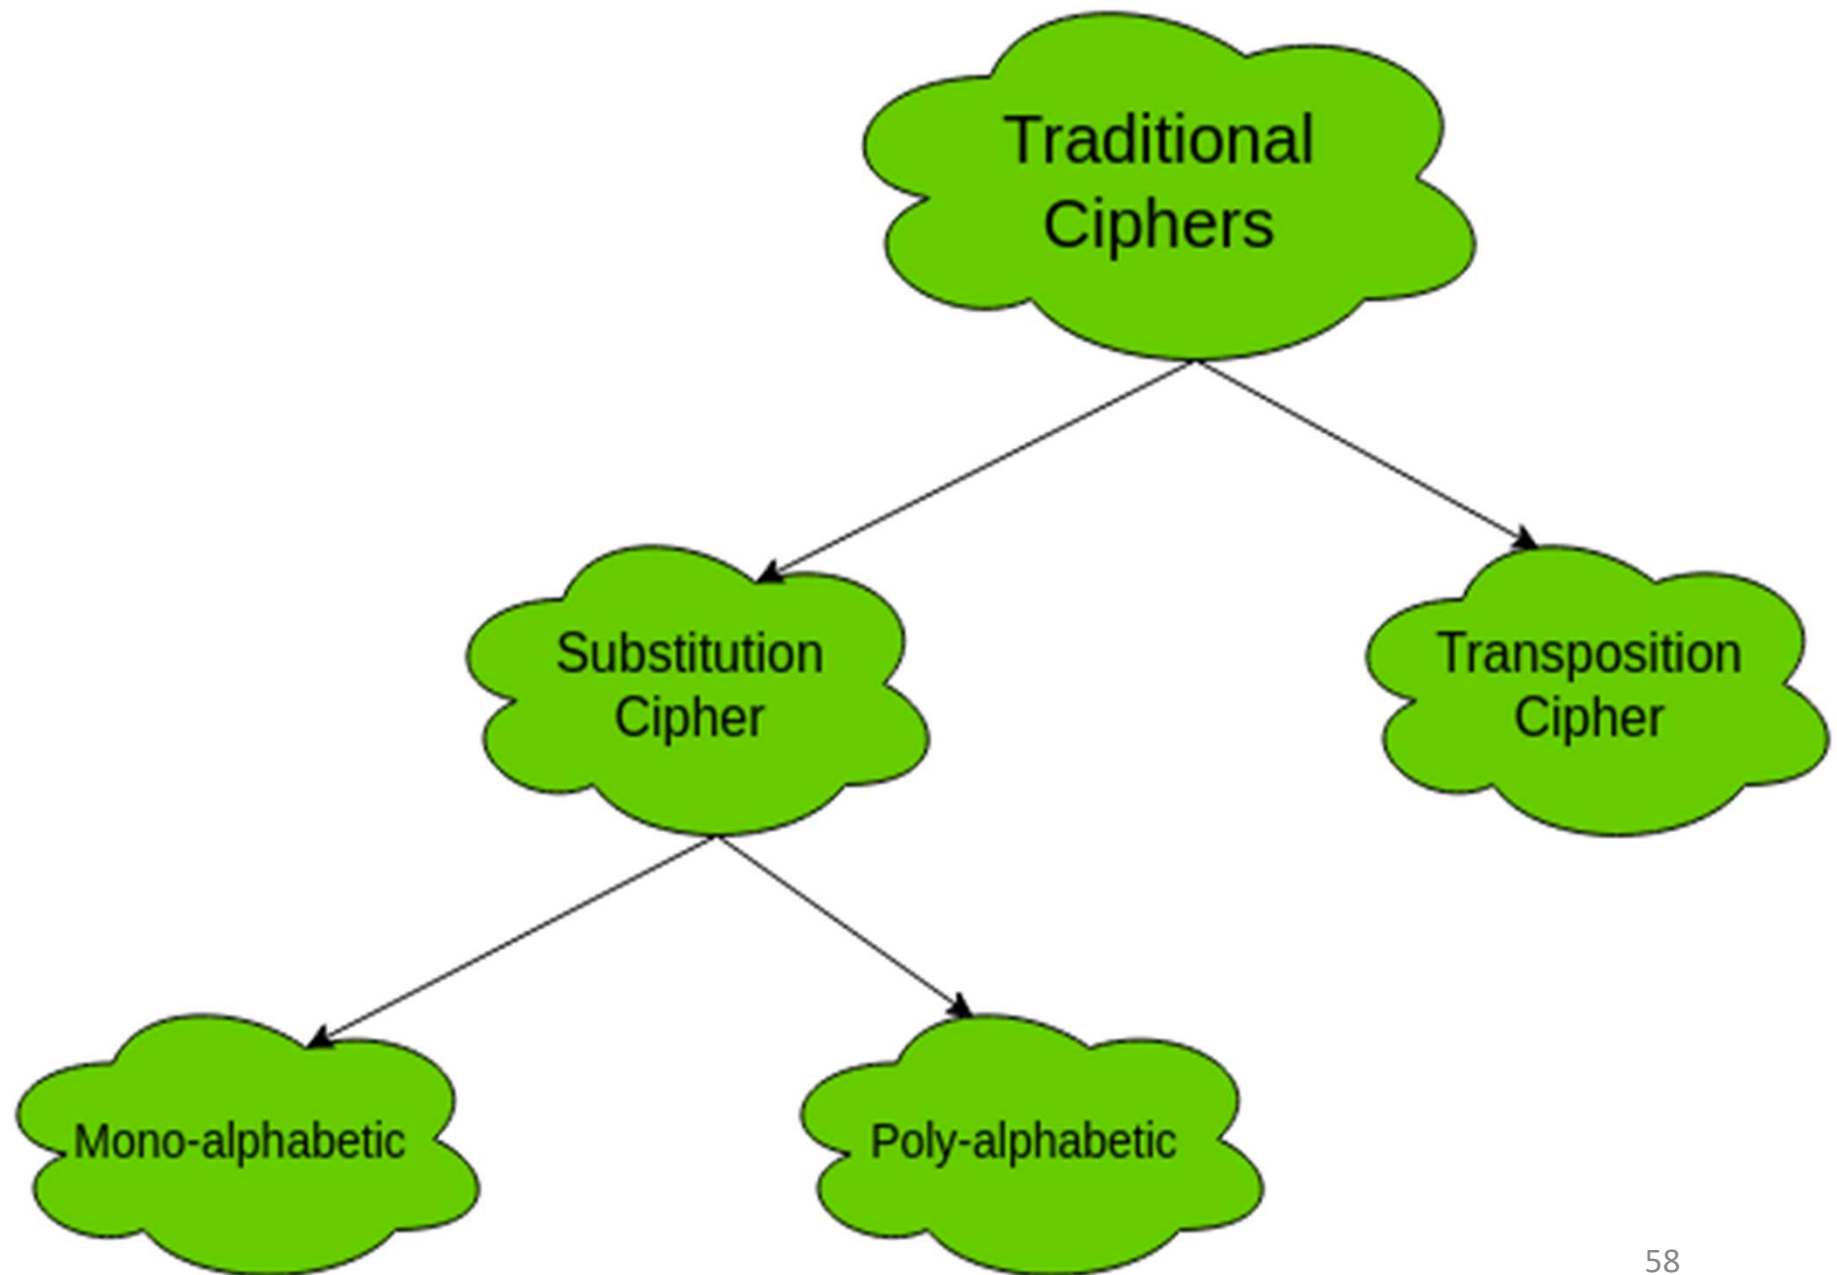 Traditional
Ciphers
Substitution
Cipher
Transposition
Cipher
Mono-alphabetic
Poly-alphabetic
58